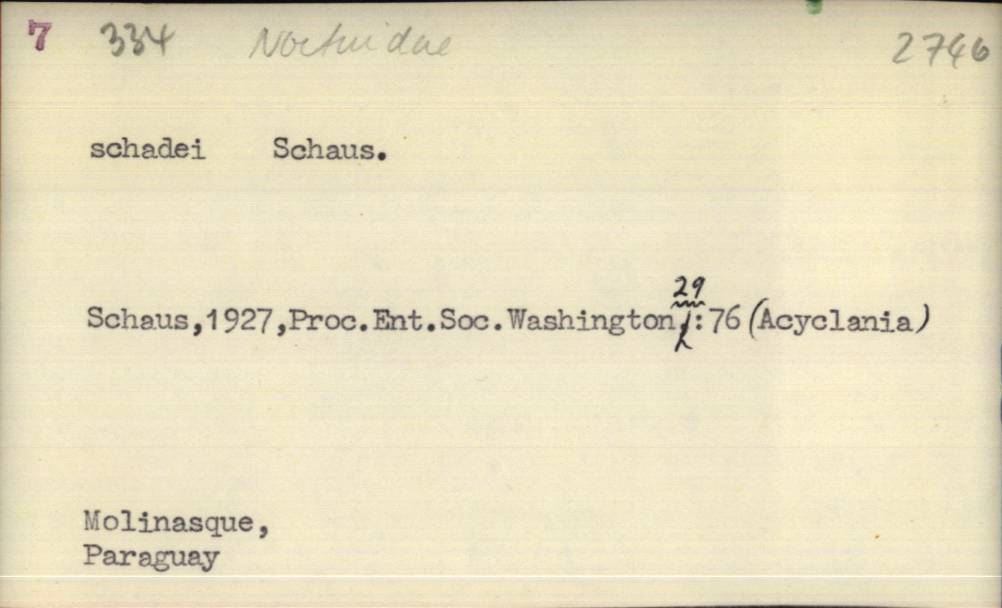 7 334 Noctuidae 2746
schadei Schaus.
Schaus,1927,Proc.Ent.Soc.Washington, 29:76 (Acyclania)
Molinasque,
Paraguay